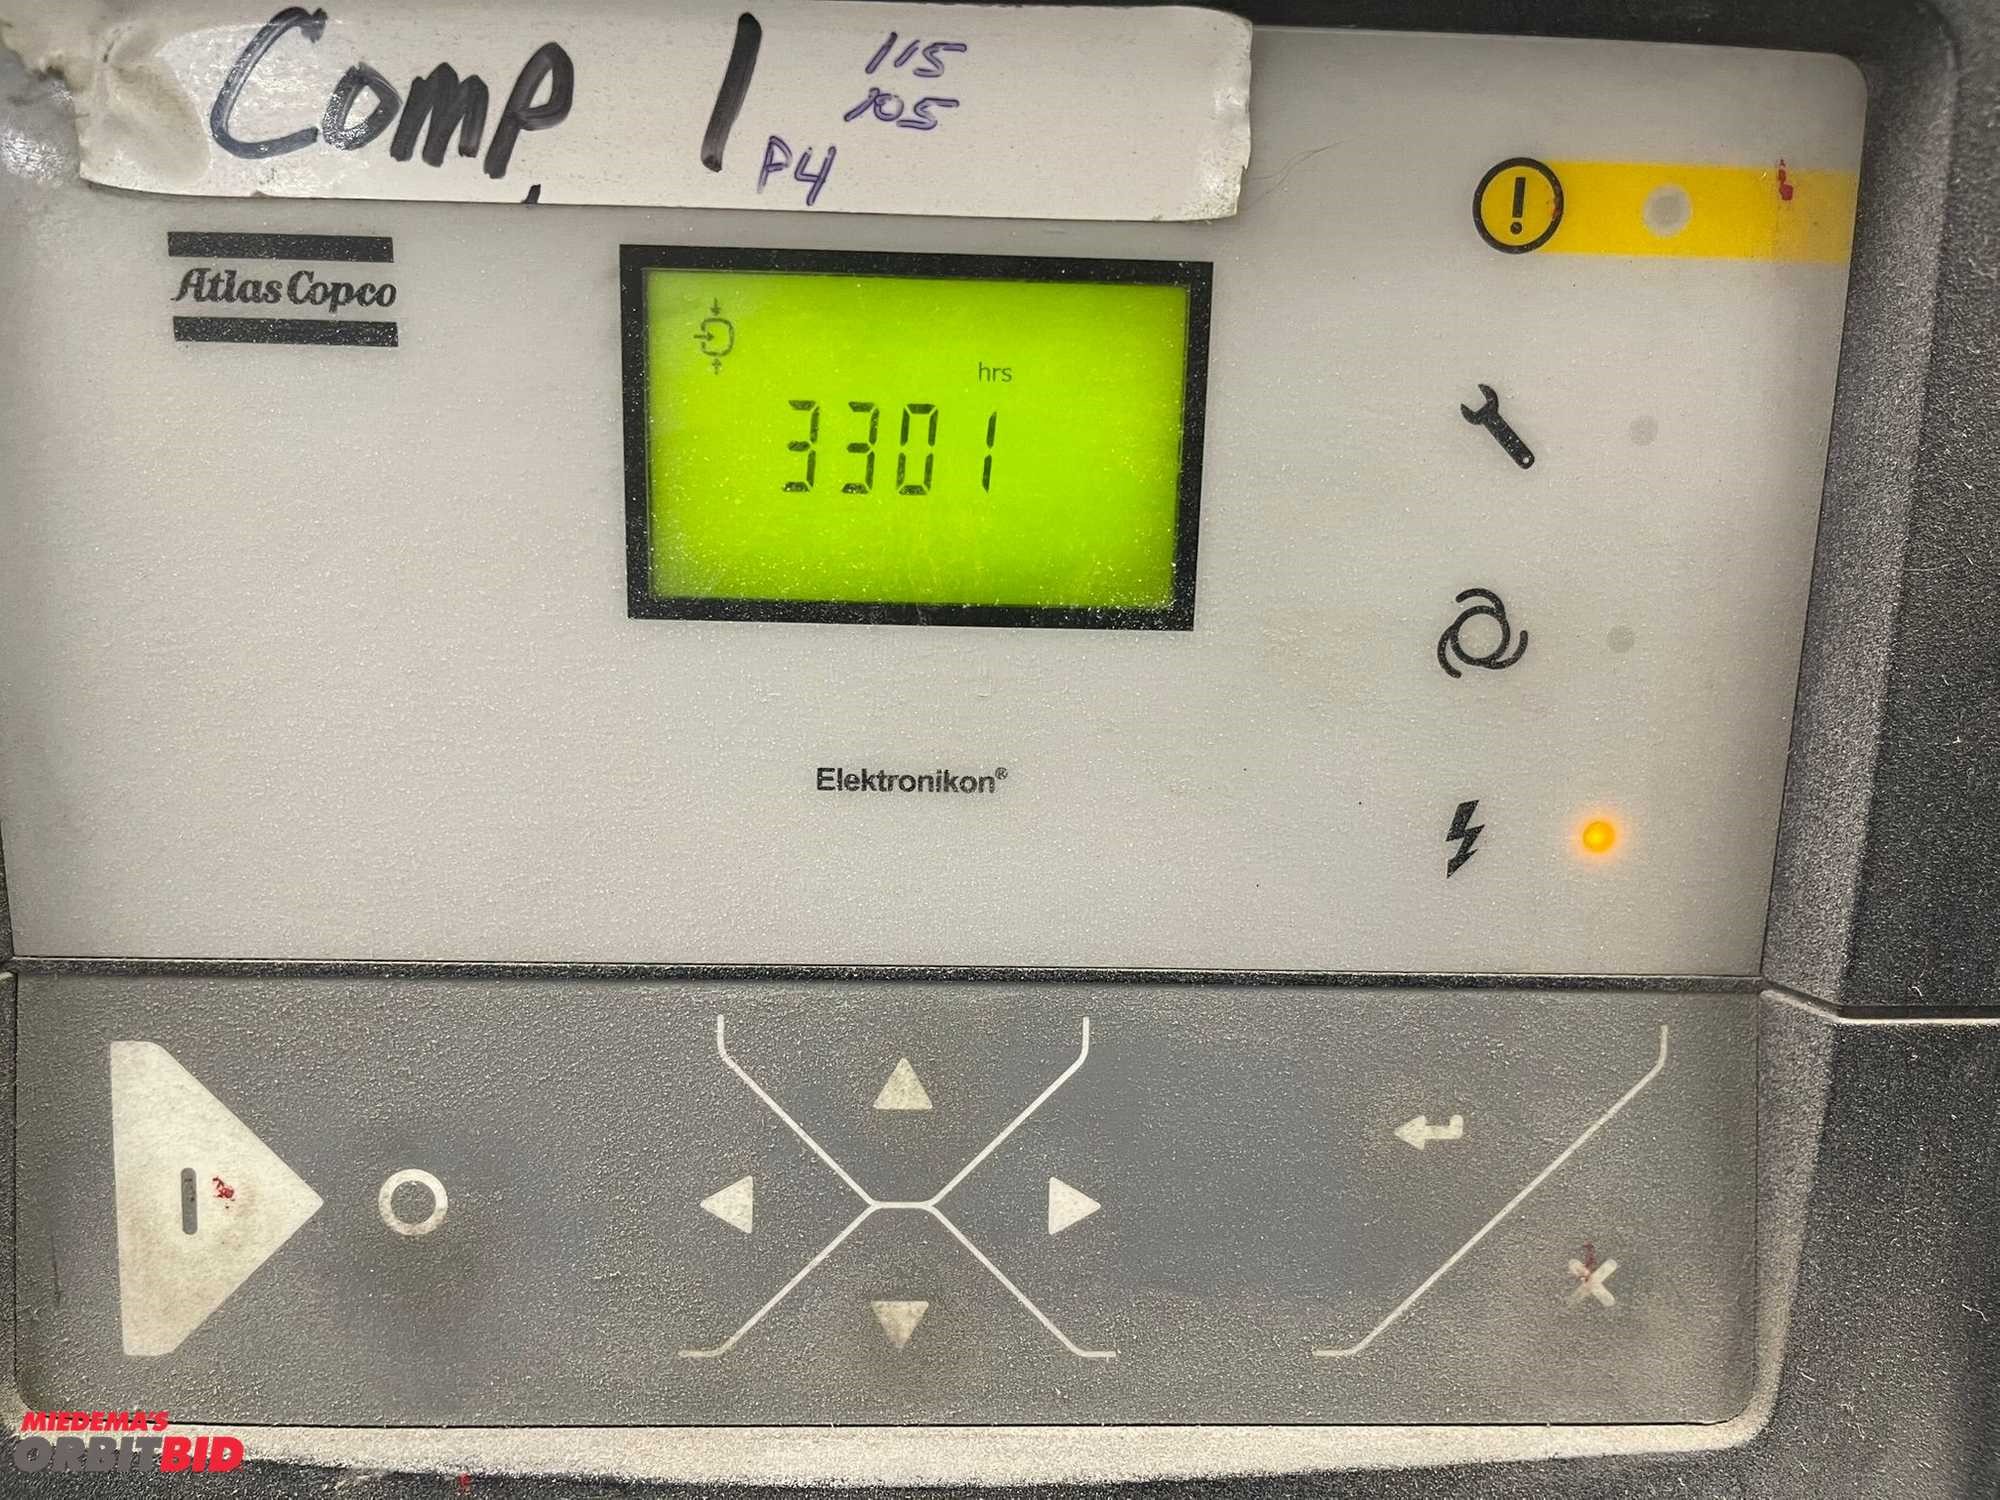 Comp. 1
115
105
P4
Atlas Copco
hrs
3301
Elektronikon®
MIEDEMA'S
ORBITBID